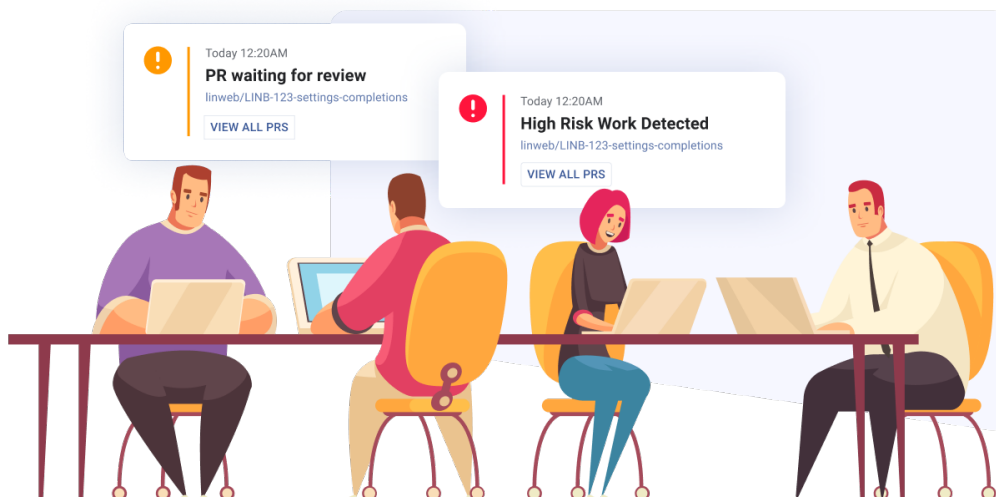 Today 12:20AM
PR waiting for review
linweb/LINB-123-settings-completions
VIEW ALL PRS
Today 12:20AM
High Risk Work Detected
linweb/LINB-123-settings-completions
VIEW ALL PRS